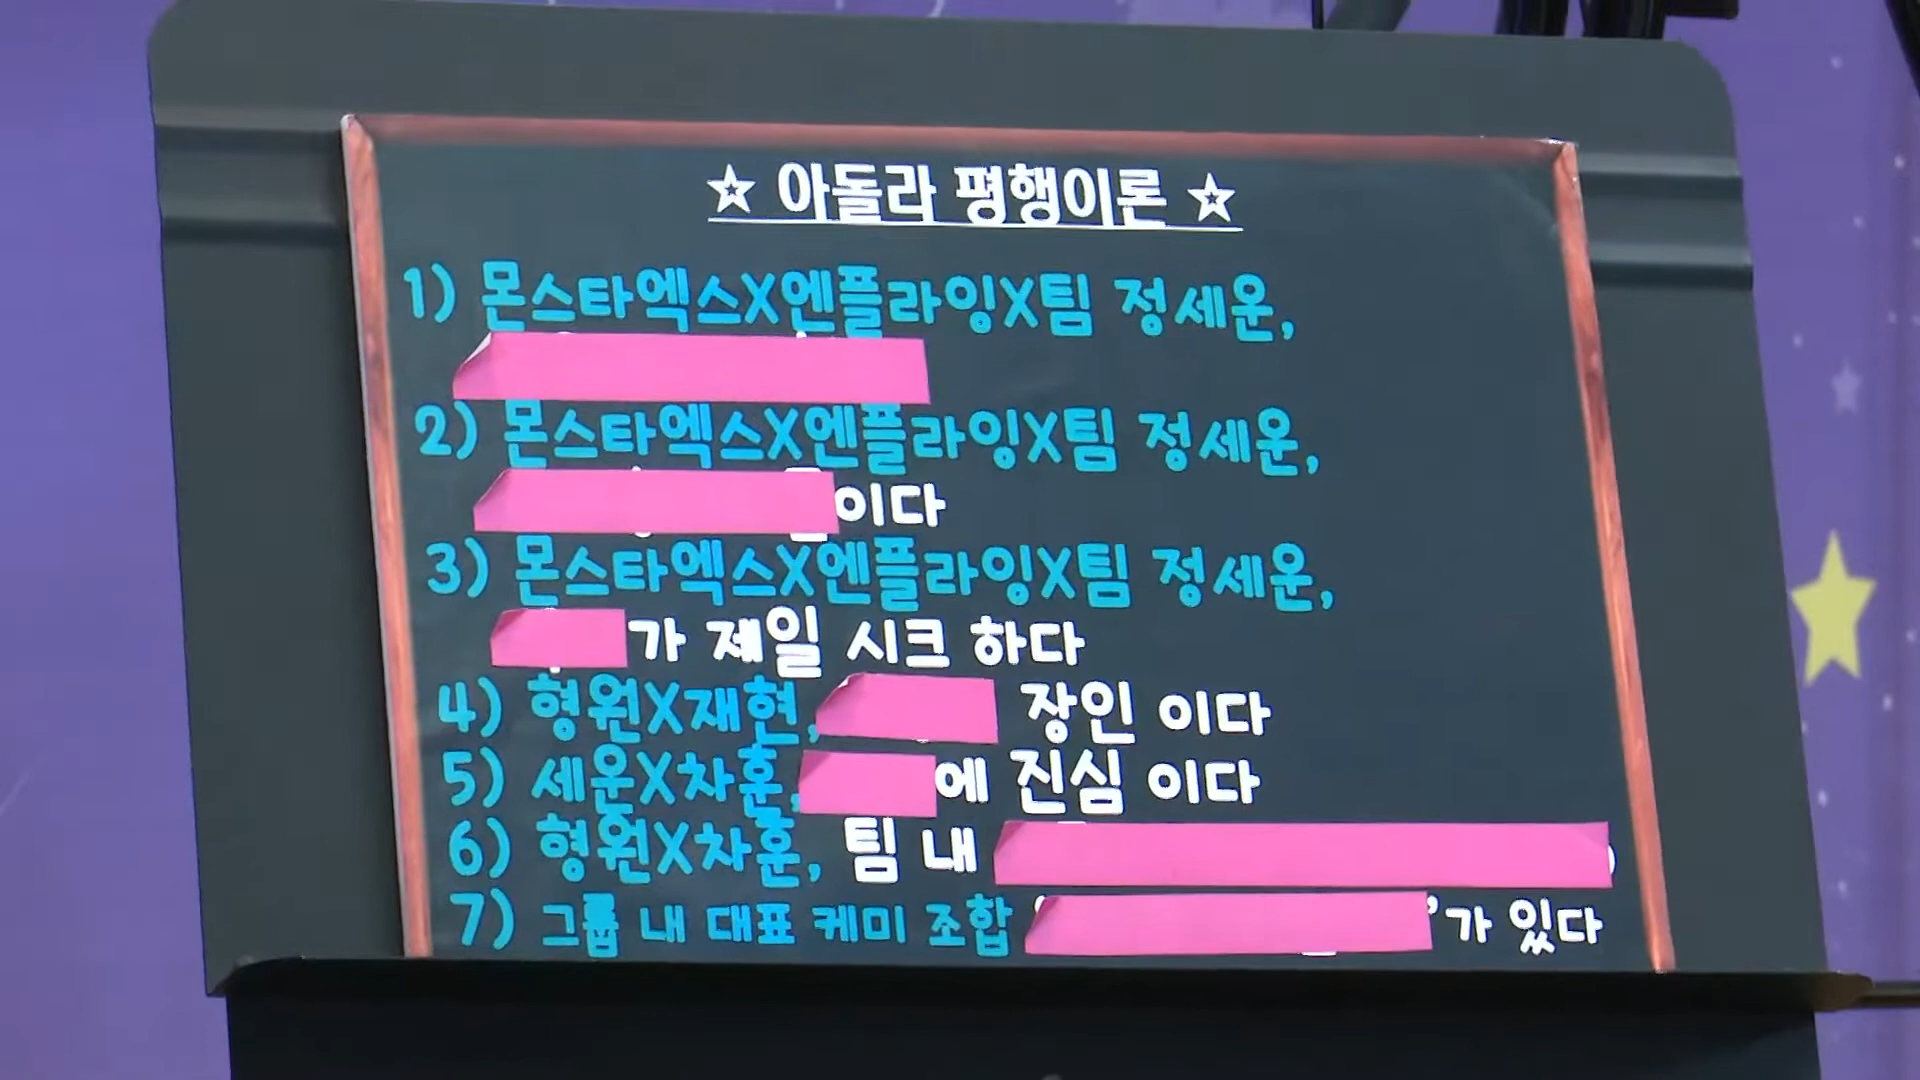 ☆ 아돌라 평행이론 ☆
1) 몬스타엑스X엔플라잉X팀 정세운,
2) 몬스타엑스X엔플라잉X팀 정세운,
이다
3) 몬스타엑스X엔플라잉X팀 정세운,
가 제일 시크 하다
4) 형원X재현, 장인 이다
5) 세운X차훈, 에 진심 이다
6) 형원X차훈, 팀 내
7) 그룹 내 대표 케미 조합 ' '가 있다